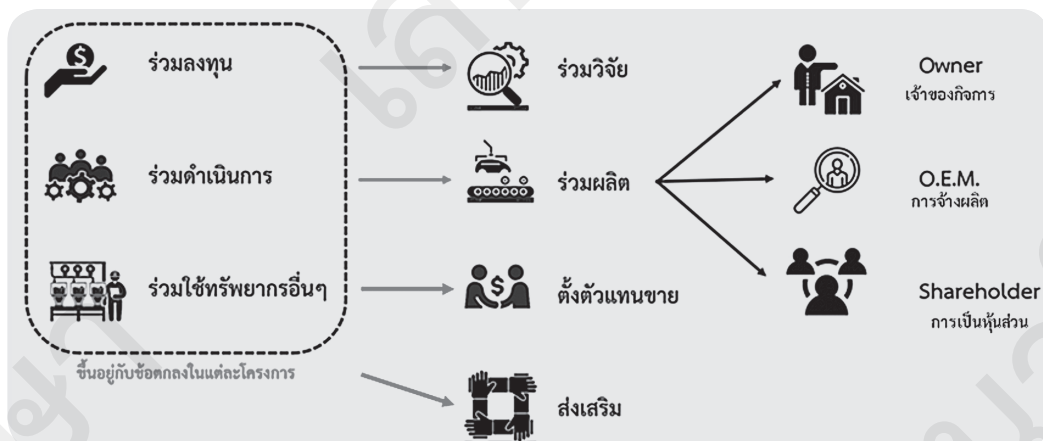 ร่วมลงทุน
ร่วมวิจัย
Owner
เจ้าของกิจการ
ร่วมดำเนินการ
ร่วมผลิต
O.E.M.
การจ้างผลิต
ร่วมใช้ทรัพยากรอื่นๆ
ตั้งตัวแทนขาย
Shareholder
การเป็นหุ้นส่วน
ขึ้นอยู่กับข้อตกลงในแต่ละโครงการ
ส่งเสริม